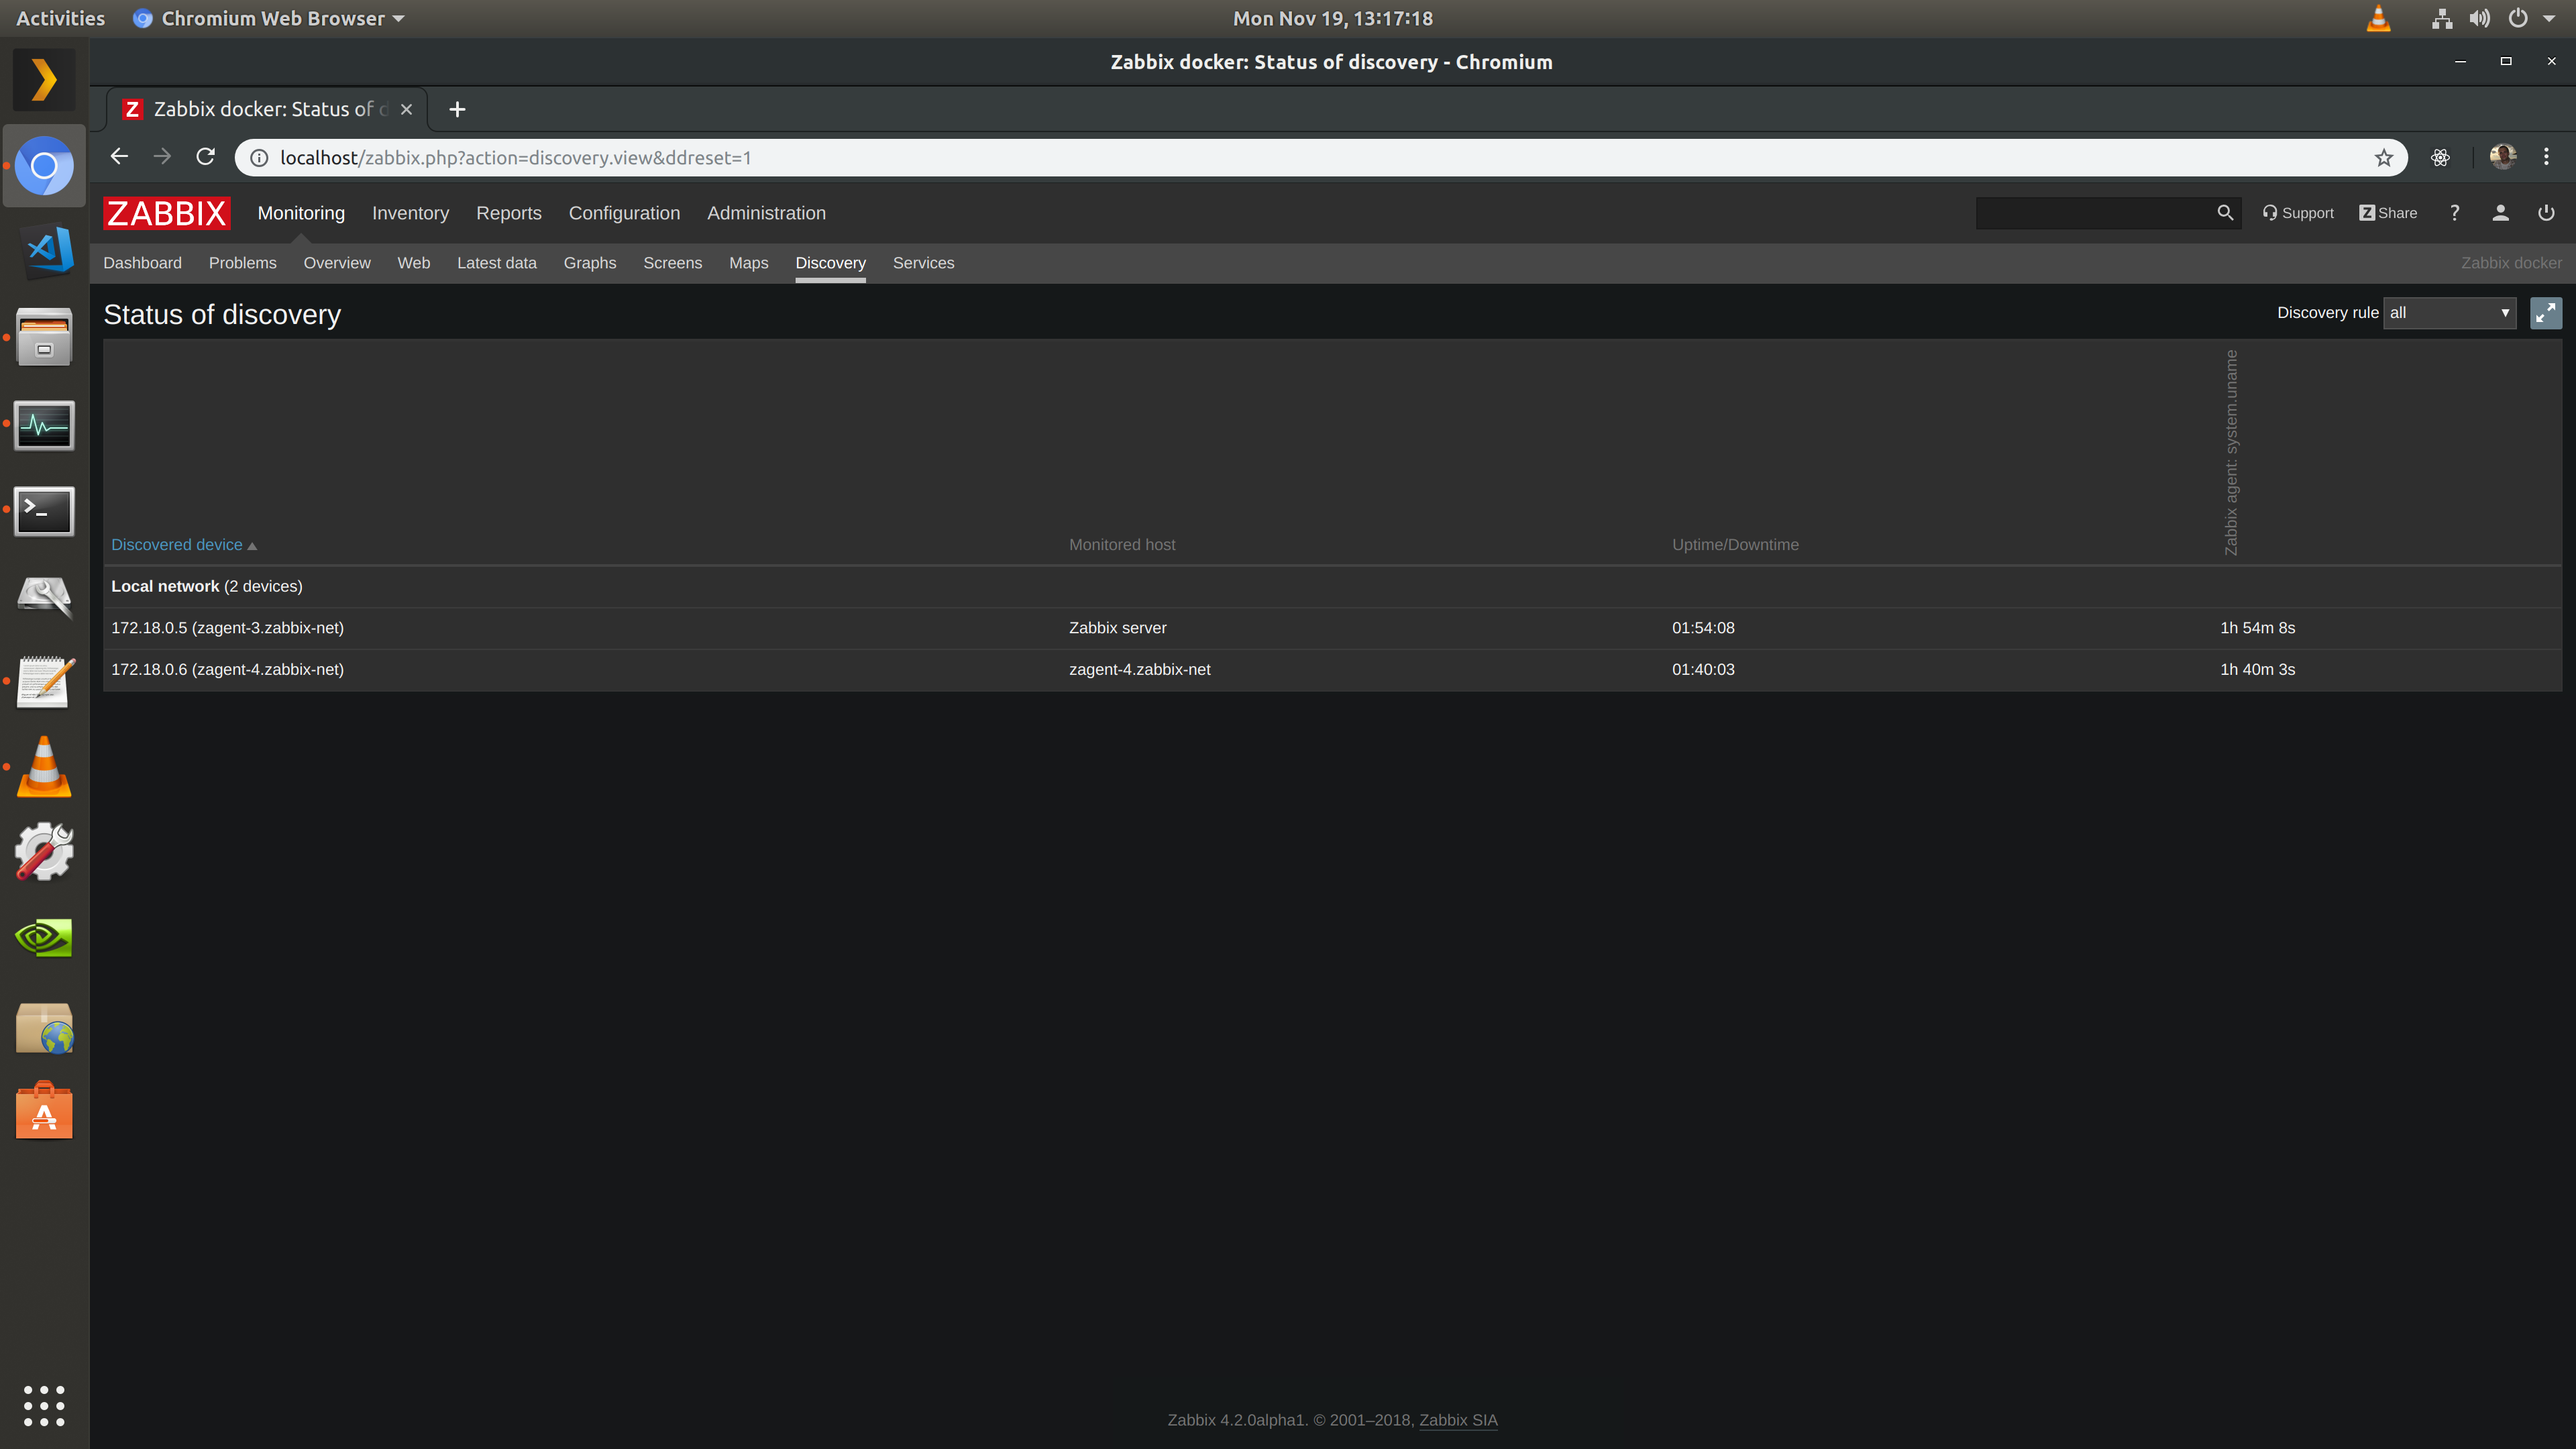 Activities Chromium Web Browser Mon Nov 19, 13:17:18
Zabbix docker: Status of discovery - Chromium
Zabbix docker: Status of d
localhost/zabbix.php?action=discovery.view&ddreset=1
ZABBIX Monitoring Inventory Reports Configuration Administration Support Z Share ?
Dashboard Problems Overview Web Latest data Graphs Screens Maps Discovery Services Zabbix docker
Status of discovery Discovery rule all
Discovered device Monitored host Uptime/Downtime Zabbix agent: system.uname
Local network (2 devices)
172.18.0.5 (zagent-3.zabbix-net) Zabbix server 01:54:08 1h 54m 8s
172.18.0.6 (zagent-4.zabbix-net) zagent-4.zabbix-net 01:40:03 1h 40m 3s
Zabbix 4.2.0alpha1. © 2001–2018, Zabbix SIA